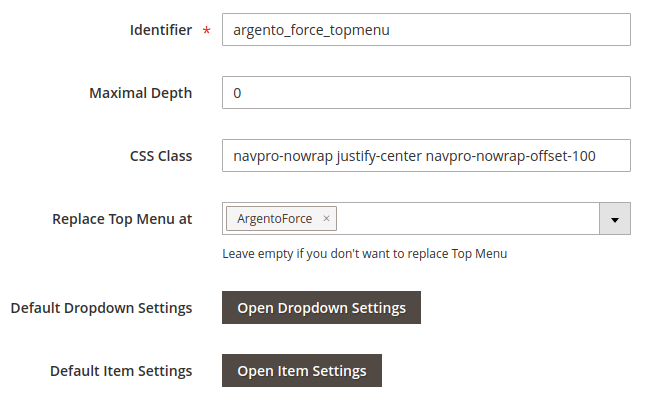 Identifier * argento_force_topmenu
Maximal Depth 0
CSS Class navpro-nowrap justify-center navpro-nowrap-offset-100
Replace Top Menu at ArgentoForce ×
Leave empty if you don't want to replace Top Menu
Default Dropdown Settings Open Dropdown Settings
Default Item Settings Open Item Settings